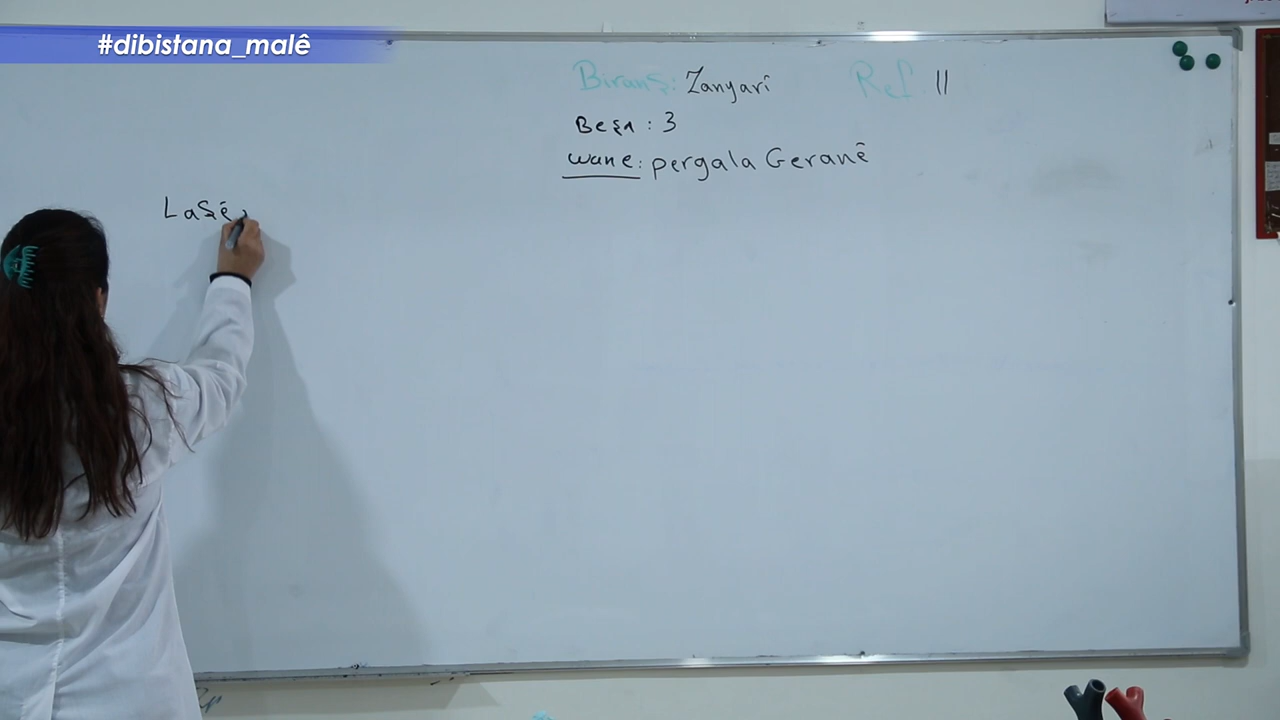 #dibistana_malê
Biranş: Zanyarî Ref 11
Beşa : 3
wane: pergala Geranê
Laşê